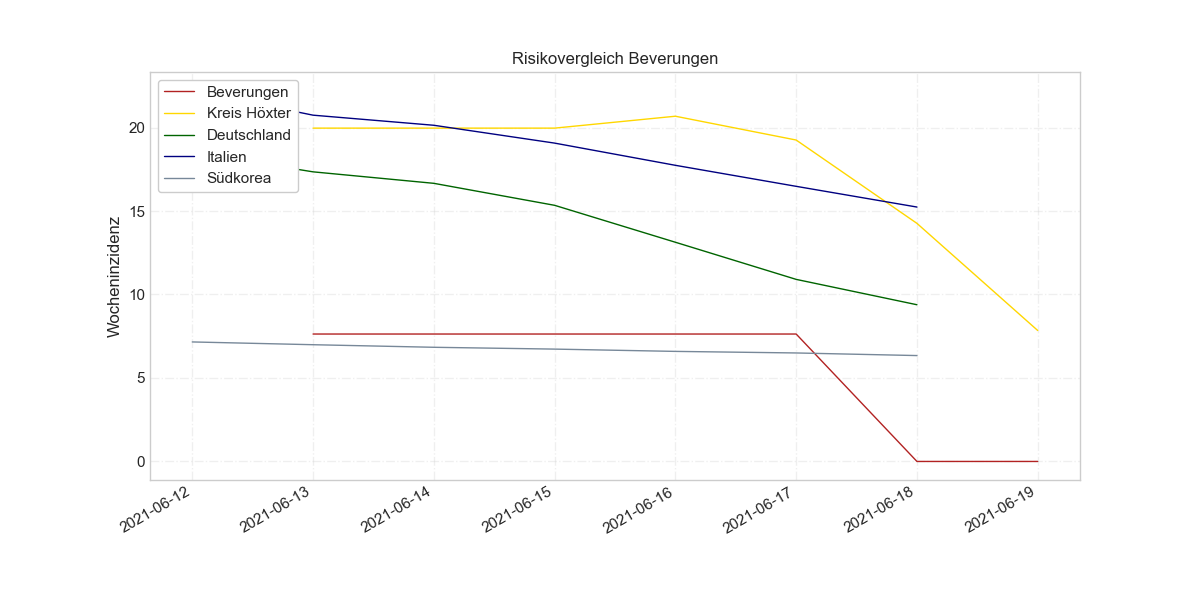 Risikovergleich Beverungen
Beverungen
Kreis Höxter
Deutschland
Italien
Südkorea
Wocheninzidenz
20
15
10
5
0
2021-06-12
2021-06-13
2021-06-14
2021-06-15
2021-06-16
2021-06-17
2021-06-18
2021-06-19